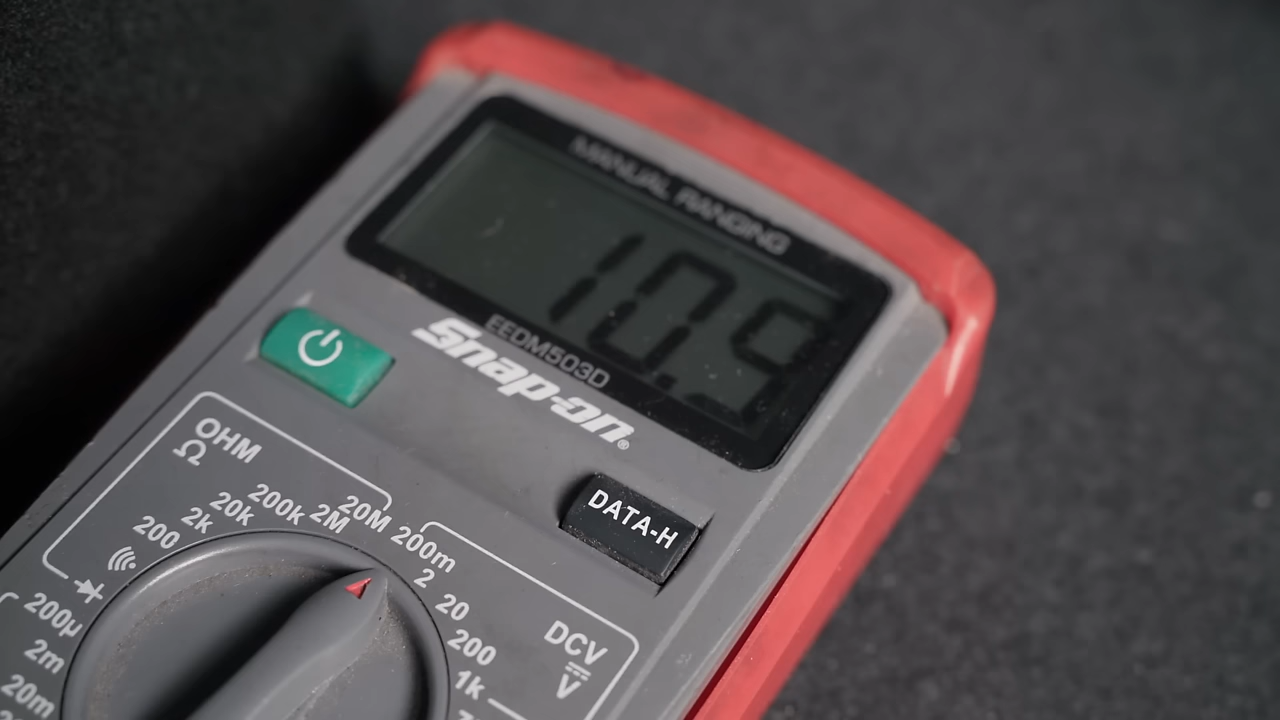 MANUAL RANGING
10.9
EEDM503D
Snap-on®
DATA-H
OHM
Ω
200
2k
20k
200k
2M
20M
200m
2
20
200
1k
DCV
V
200µ
2m
20m